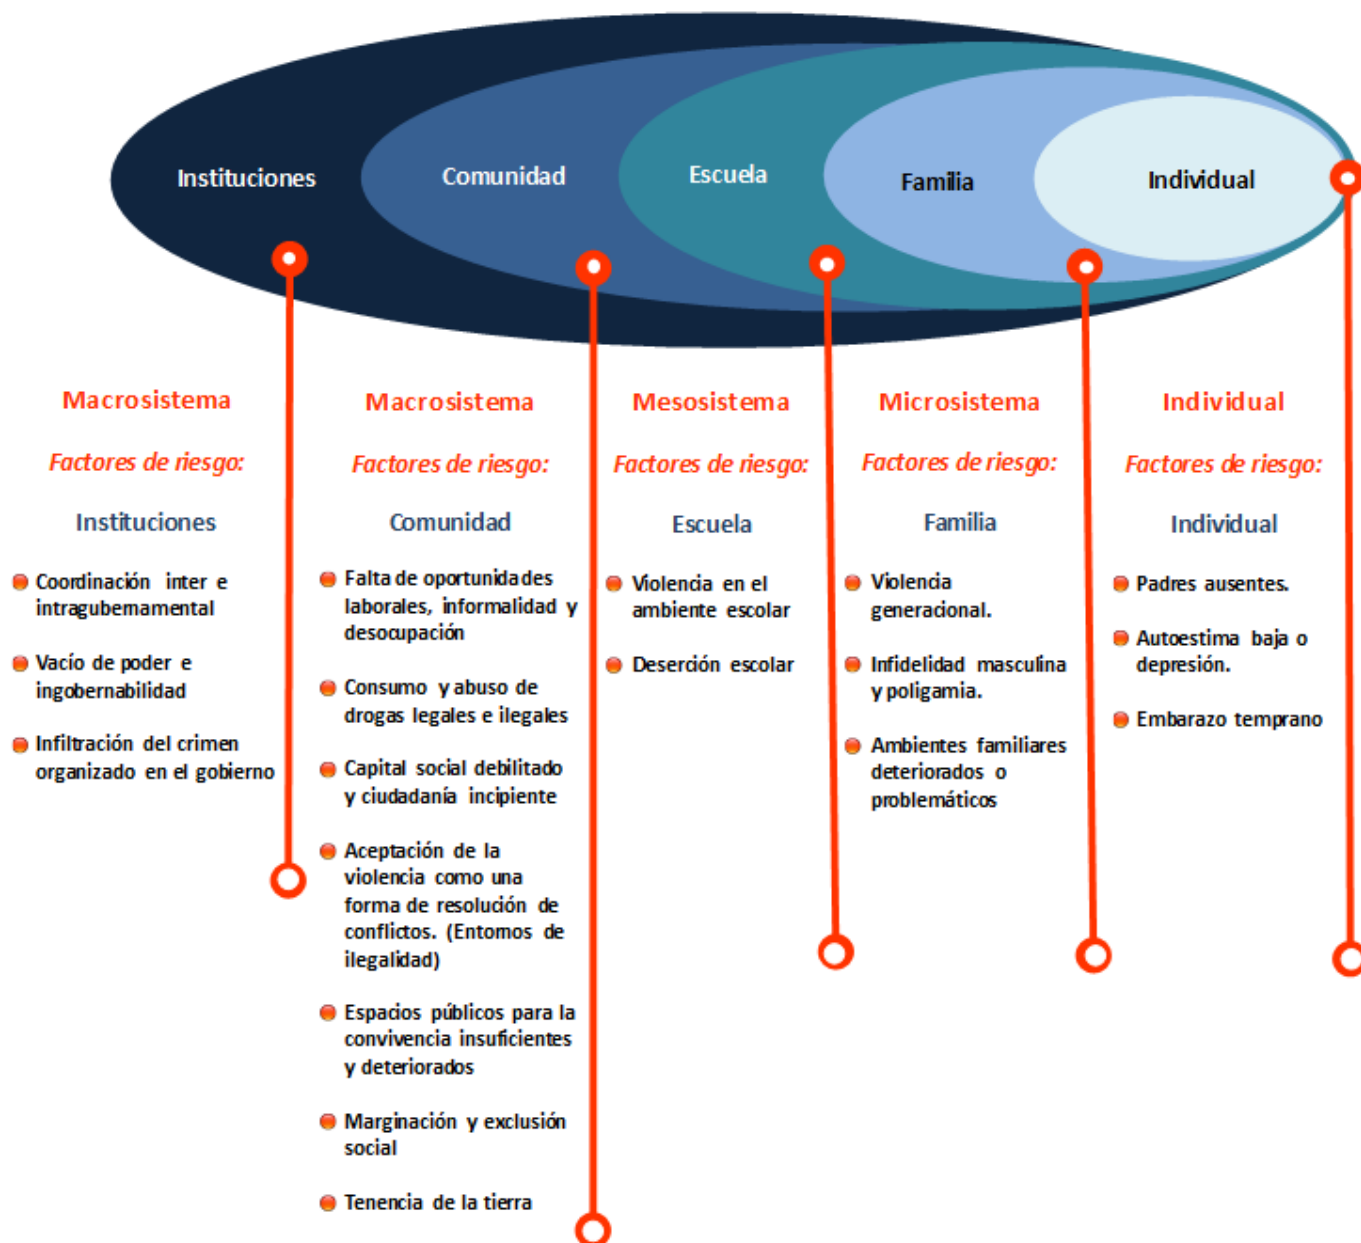 Instituciones
Comunidad
Escuela
Familia
Individual
Macrosistema
Factores de riesgo:
Instituciones
Coordinación inter e
intragubernamental
Vacío de poder e
ingobernabilidad
Infiltración del crimen
organizado en el gobierno
Macrosistema
Factores de riesgo:
Comunidad
Falta de oportunidades
laborales, informalidad y
desocupación
Consumo y abuso de
drogas legales e ilegales
Capital social debilitado
y ciudadanía incipiente
Aceptación de la
violencia como una
forma de resolución de
conflictos. (Entornos de
ilegalidad)
Espacios públicos para la
convivencia insuficientes
y deteriorados
Marginación y exclusión
social
Tenencia de la tierra
Mesosistema
Factores de riesgo:
Escuela
Violencia en el
ambiente escolar
Deserción escolar
Microsistema
Factores de riesgo:
Familia
Violencia
generacional.
Infidelidad masculina
y poligamia.
Ambientes familiares
deteriorados o
problemáticos
Individual
Factores de riesgo:
Individual
Padres ausentes.
Autoestima baja o
depresión.
Embarazo temprano